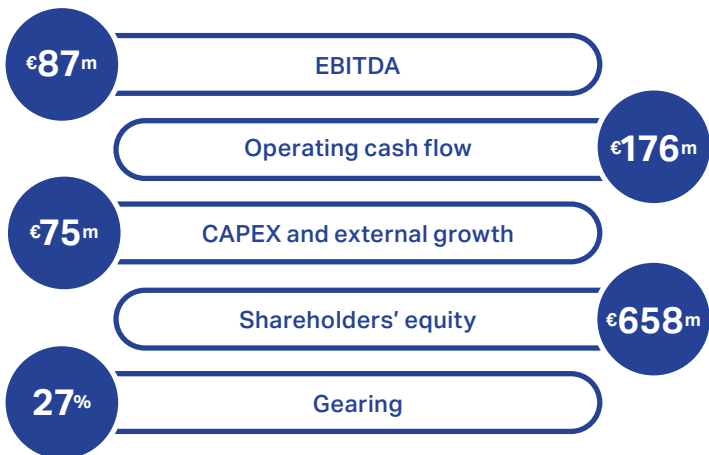 €87m EBITDA
Operating cash flow €176m
€75m CAPEX and external growth
Shareholders’ equity €658m
27% Gearing